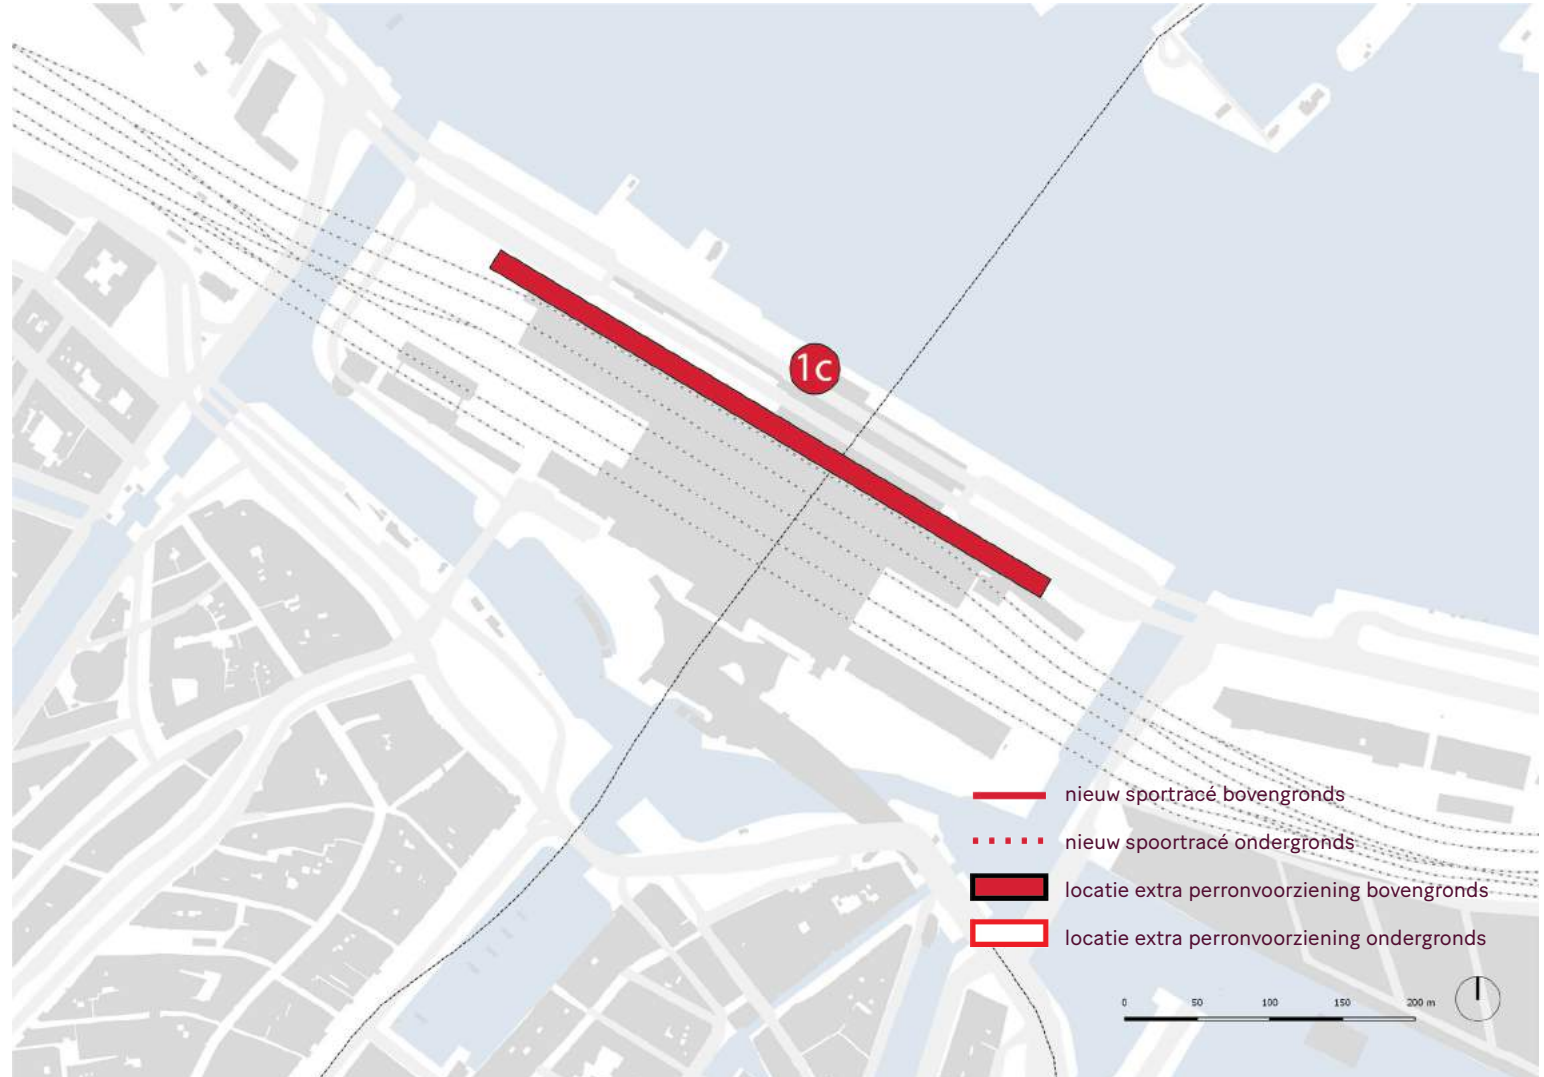 1c
nieuw sportracé bovengronds
nieuw spoortracé ondergronds
locatie extra perronvoorziening bovengronds
locatie extra perronvoorziening ondergronds
0 50 100 150 200 m